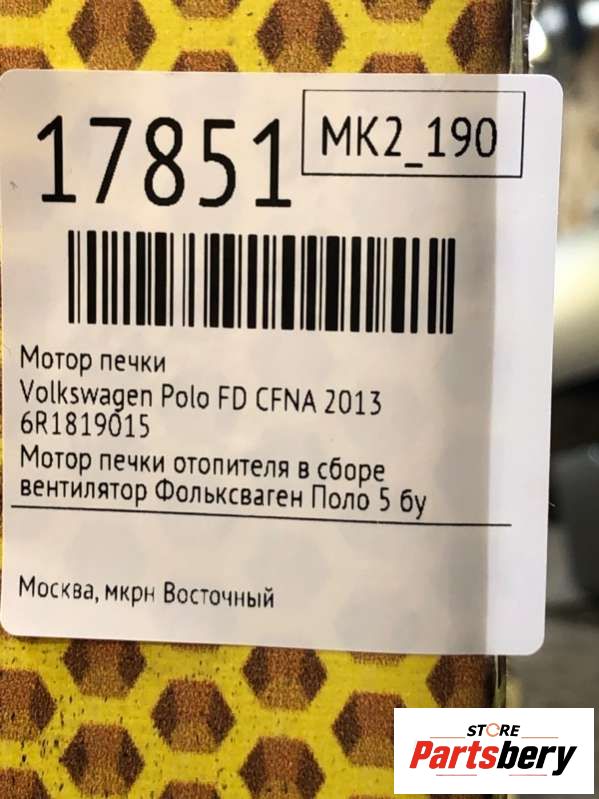 17851
MK2_190
Мотор печки
Volkswagen Polo FD CFNA 2013
6R1819015
Мотор печки отопителя в сборе
вентилятор Фольксваген Поло 5 бу
Москва, мкрн Восточный
STORE
Partsbery